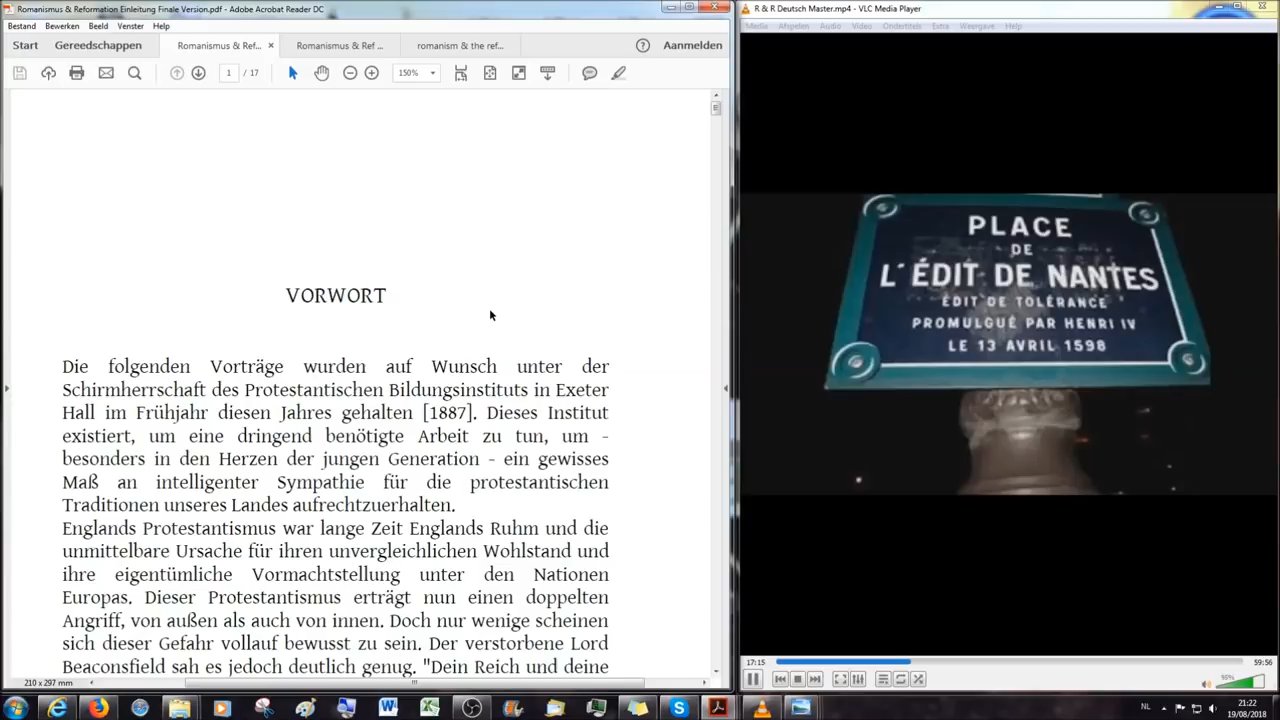 Romanismus & Reformation Einleitung Finale Version.pdf - Adobe Acrobat Reader DC
Bestand Bewerken Beeld Venster Help
Start Gereedschappen Romanismus & Ref... × Romanismus & Ref ... romanism & the ref... Aanmelden
1 / 17 150%
VORWORT
Die folgenden Vorträge wurden auf Wunsch unter der
Schirmherrschaft des Protestantischen Bildungsinstituts in Exeter
Hall im Frühjahr diesen Jahres gehalten [1887]. Dieses Institut
existiert, um eine dringend benötigte Arbeit zu tun, um -
besonders in den Herzen der jungen Generation - ein gewisses
Maß an intelligenter Sympathie für die protestantischen
Traditionen unseres Landes aufrechtzuerhalten.
Englands Protestantismus war lange Zeit Englands Ruhm und die
unmittelbare Ursache für ihren unvergleichlichen Wohlstand und
ihre eigentümliche Vormachtstellung unter den Nationen
Europas. Dieser Protestantismus erträgt nun einen doppelten
Angriff, von außen als auch von innen. Doch nur wenige scheinen
sich dieser Gefahr vollauf bewusst zu sein. Der verstorbene Lord
Beaconsfield sah es jedoch deutlich genug. "Dein Reich und deine
210 x 297 mm
R & R Deutsch Master.mp4 - VLC Media Player
Media Afspelen Audio Video Ondertitels Extra Weergave Help
PLACE
DE
L'ÉDIT DE NANTES
ÉDIT DE TOLÉRANCE
PROMULGUÉ PAR HENRI IV
LE 13 AVRIL 1598
17:15 59:56
95%
NL 21:22
19/08/2018